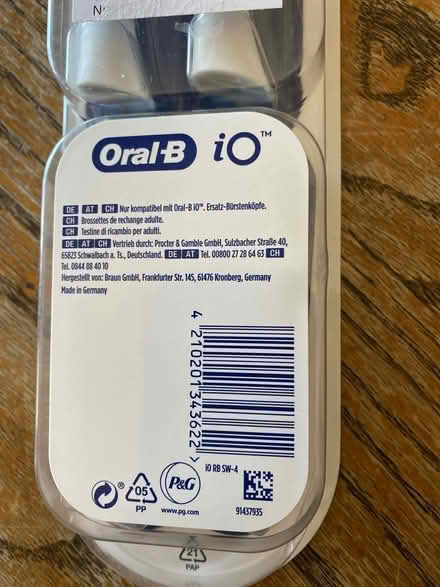 Oral-B iO™
DE AT CH Nur kompatibel mit Oral-B iO™. Ersatz-Bürstenköpfe.
CH Brossettes de rechange adulte.
CH Testine di ricambio per adulti.
DE AT CH Vertrieb durch: Procter & Gamble GmbH, Sulzbacher Straße 40,
65823 Schwalbach a. Ts., Deutschland. DE AT Tel. 00800 27 28 64 63 CH
Tel. 0844 88 40 10
Hergestellt von: Braun GmbH, Frankfurter Str. 145, 61476 Kronberg, Germany
Made in Germany
4 210201 343622 >
iO RB SW-4
®
05
PP
P&G
www.pg.com
91437935
21
PAP